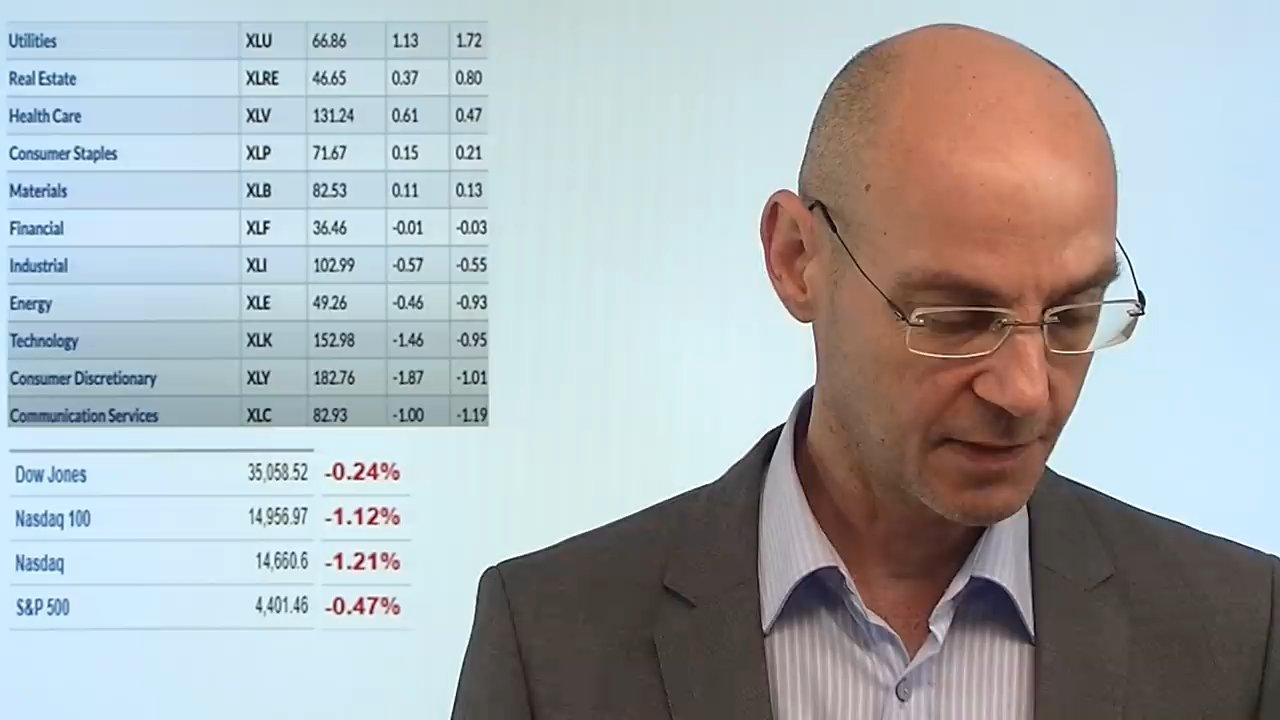 Utilities XLU 66.86 1.13 1.72
Real Estate XLRE 46.65 0.37 0.80
Health Care XLV 131.24 0.61 0.47
Consumer Staples XLP 71.67 0.15 0.21
Materials XLB 82.53 0.11 0.13
Financial XLF 36.46 -0.01 -0.03
Industrial XLI 102.99 -0.57 -0.55
Energy XLE 49.26 -0.46 -0.93
Technology XLK 152.98 -1.46 -0.95
Consumer Discretionary XLY 182.76 -1.87 -1.01
Communication Services XLC 82.93 -1.00 -1.19
Dow Jones 35,058.52 -0.24%
Nasdaq 100 14,956.97 -1.12%
Nasdaq 14,660.6 -1.21%
S&P 500 4,401.46 -0.47%